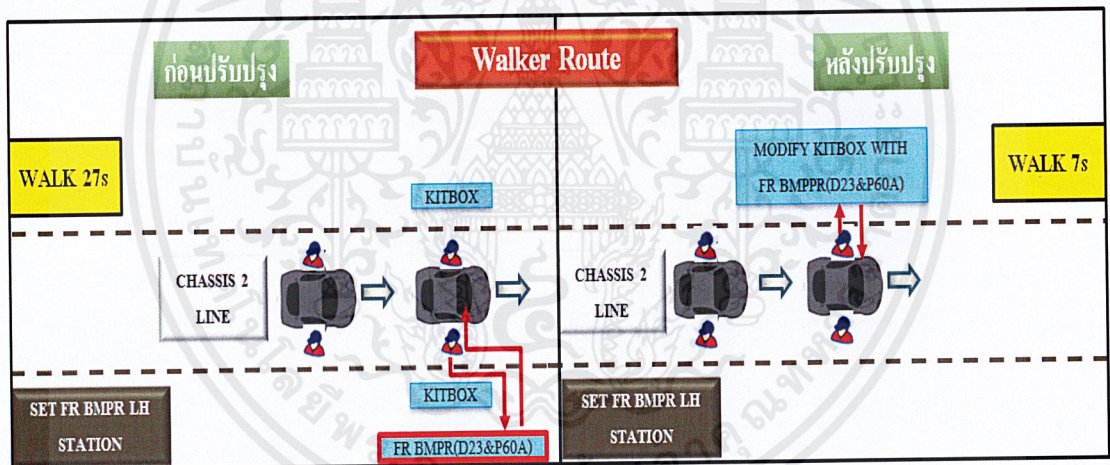 ก่อนปรับปรุง
Walker Route
หลังปรับปรุง
WALK 27s
KITBOX
MODIFY KITBOX WITH
FR BMPPR(D23&P60A)
WALK 7s
CHASSIS 2
LINE
CHASSIS 2
LINE
KITBOX
SET FR BMPR LH
STATION
FR BMPR(D23&P60A)
SET FR BMPR LH
STATION